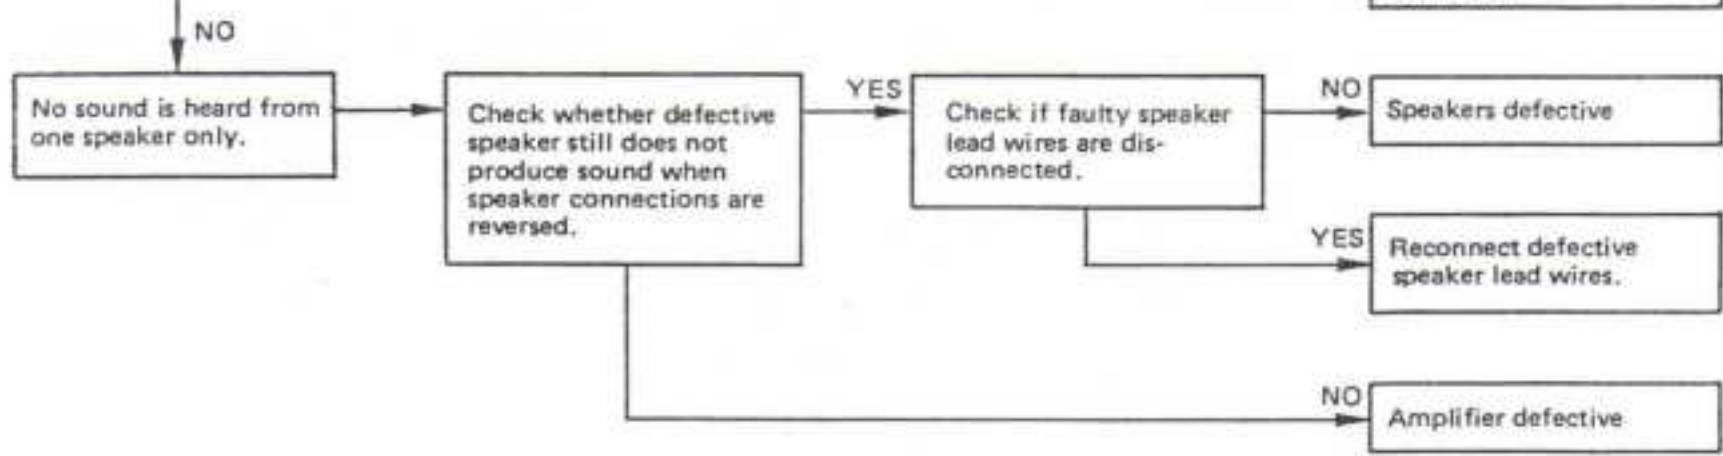 NO
No sound is heard from
one speaker only.
Check whether defective
speaker still does not
produce sound when
speaker connections are
reversed.
YES
Check if faulty speaker
lead wires are dis-
connected.
NO
Speakers defective
YES
Reconnect defective
speaker lead wires.
NO
Amplifier defective